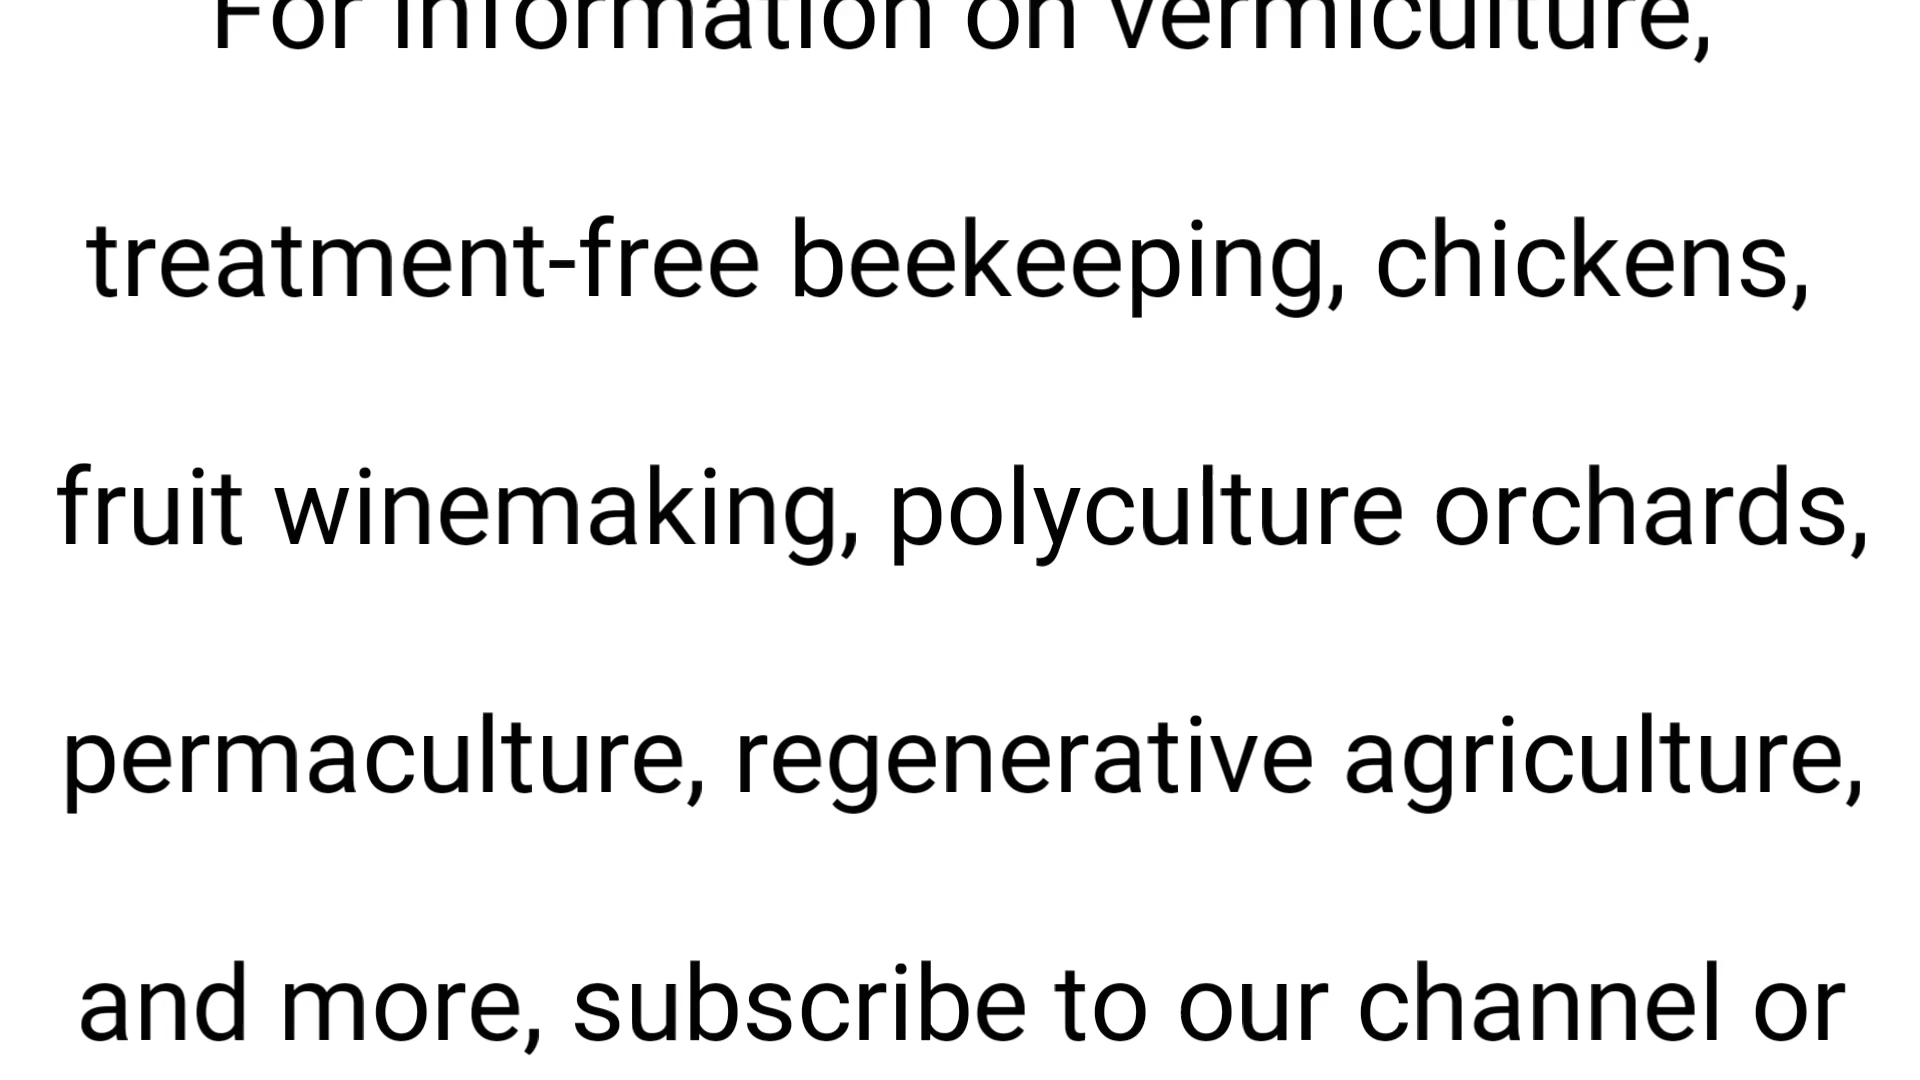 For information on vermiculture,
treatment-free beekeeping, chickens,
fruit winemaking, polyculture orchards,
permaculture, regenerative agriculture,
and more, subscribe to our channel or